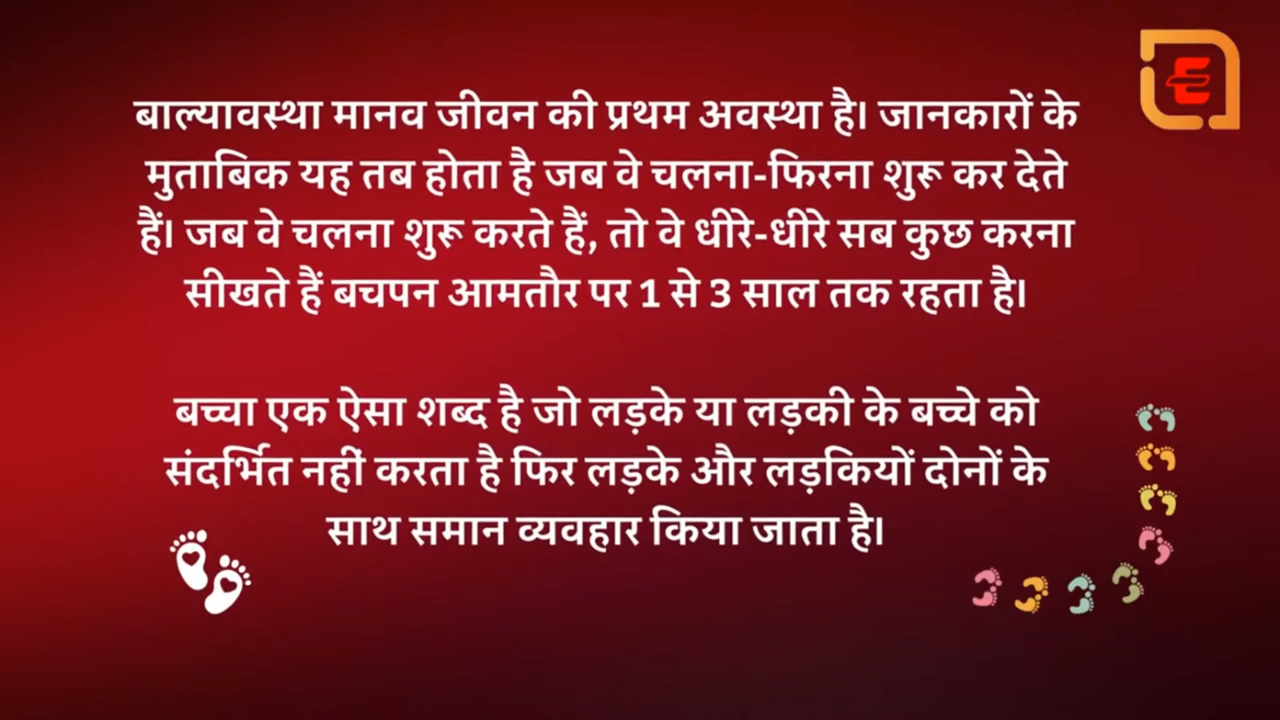 बाल्यावस्था मानव जीवन की प्रथम अवस्था है। जानकारों के
मुताबिक यह तब होता है जब वे चलना-फिरना शुरू कर देते
हैं। जब वे चलना शुरू करते हैं, तो वे धीरे-धीरे सब कुछ करना
सीखते हैं बचपन आमतौर पर 1 से 3 साल तक रहता है।
बच्चा एक ऐसा शब्द है जो लड़के या लड़की के बच्चे को
संदर्भित नहीं करता है फिर लड़के और लड़कियों दोनों के
साथ समान व्यवहार किया जाता है।